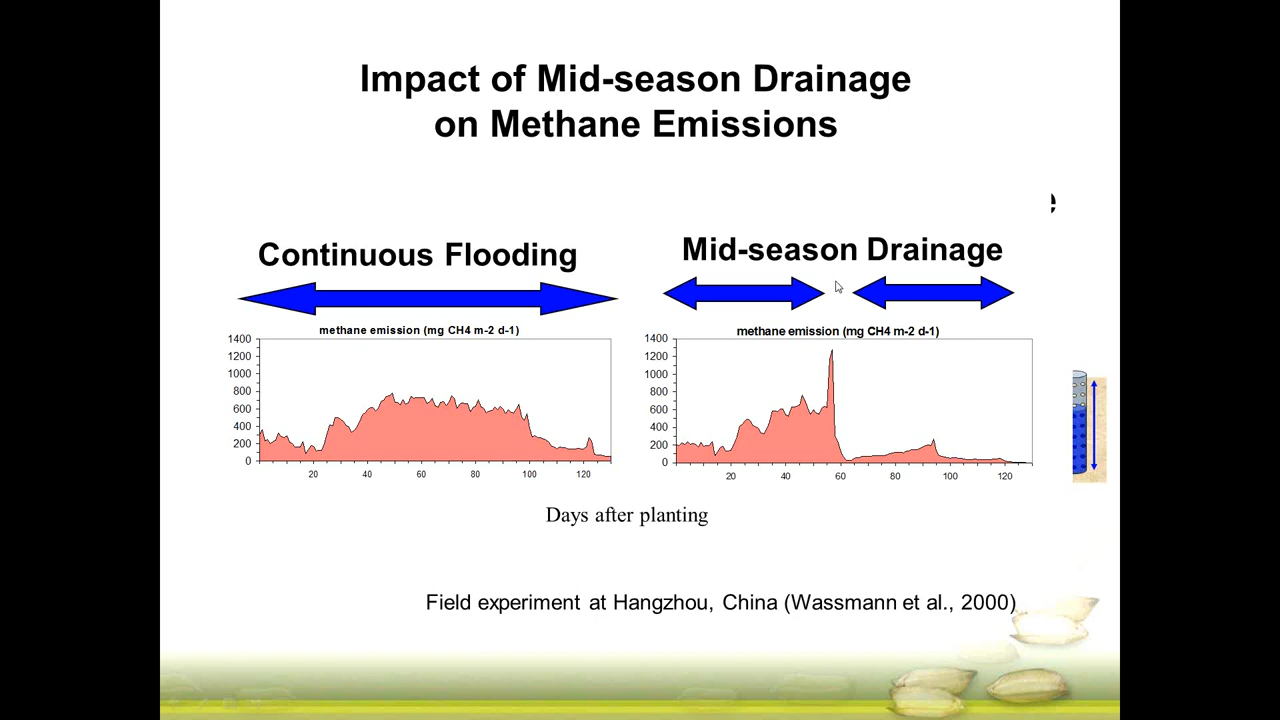 Impact of Mid-season Drainage
on Methane Emissions
e
Continuous Flooding
Mid-season Drainage
methane emission (mg CH4 m-2 d-1)
1400
1200
1000
800
600
400
200
0
20 40 60 80 100 120
methane emission (mg CH4 m-2 d-1)
1400
1200
1000
800
600
400
200
0
20 40 60 80 100 120
Days after planting
Field experiment at Hangzhou, China (Wassmann et al., 2000)